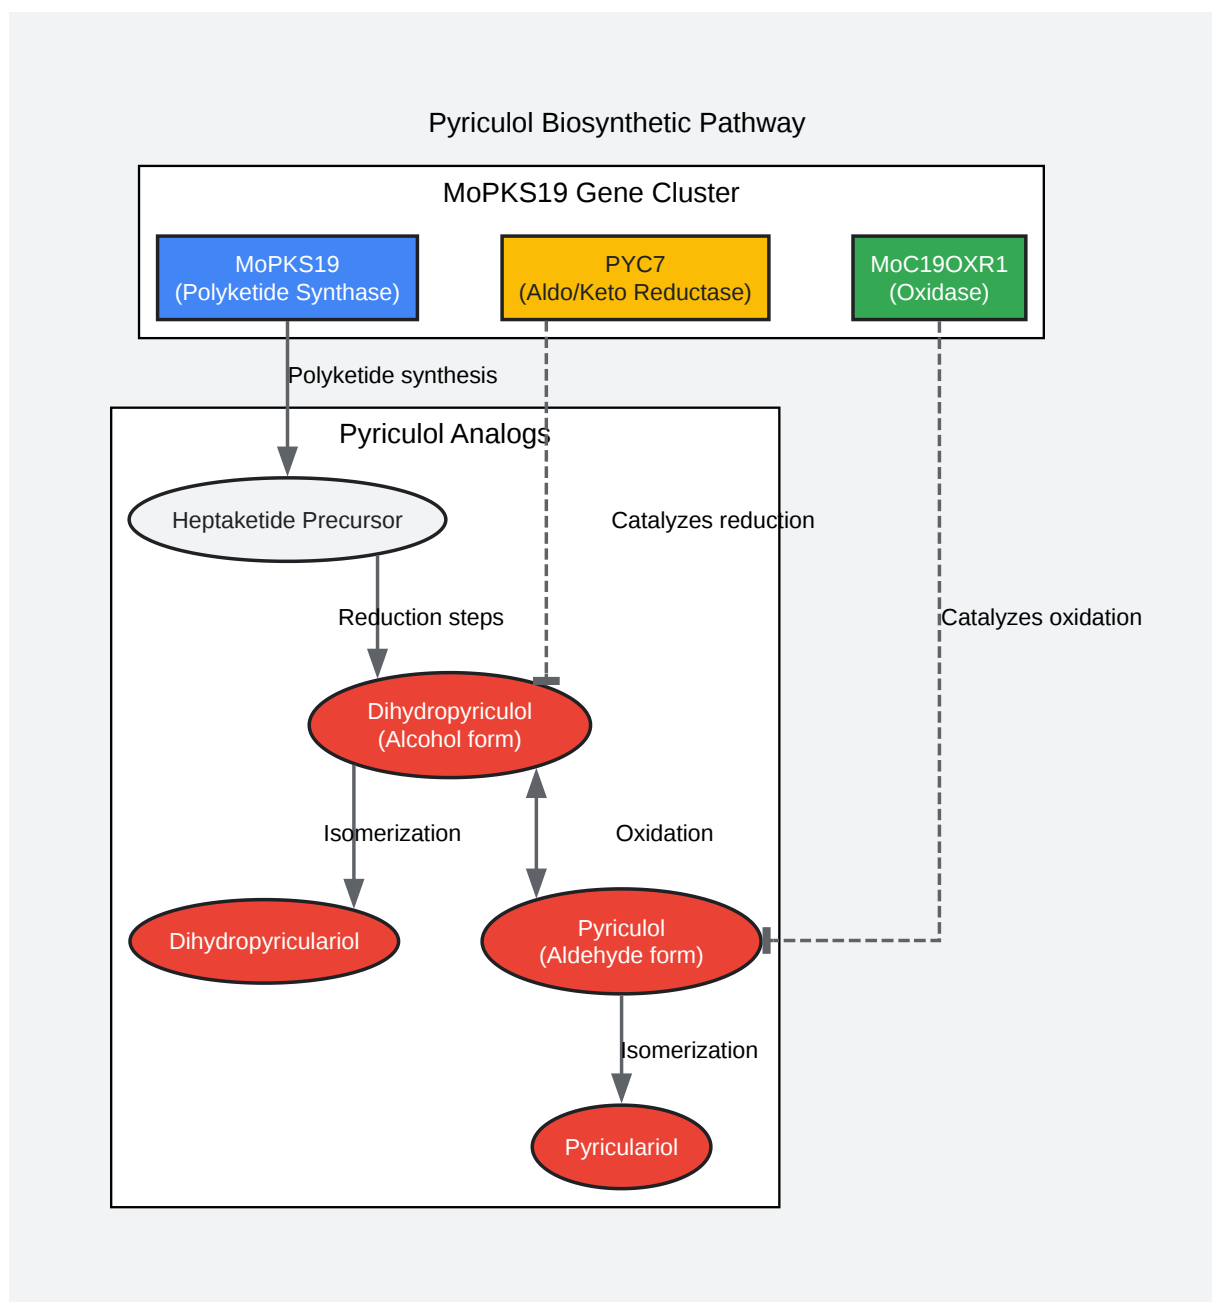 Pyriculol Biosynthetic Pathway
MoPKS19 Gene Cluster
MoPKS19
(Polyketide Synthase)
PYC7
(Aldo/Keto Reductase)
MoC19OXR1
(Oxidase)
Polyketide synthesis
Pyriculol Analogs
Heptaketide Precursor
Catalyzes reduction
Reduction steps
Catalyzes oxidation
Dihydropyriculol
(Alcohol form)
Isomerization
Oxidation
Dihydropyriculariol
Pyriculol
(Aldehyde form)
Isomerization
Pyriculariol